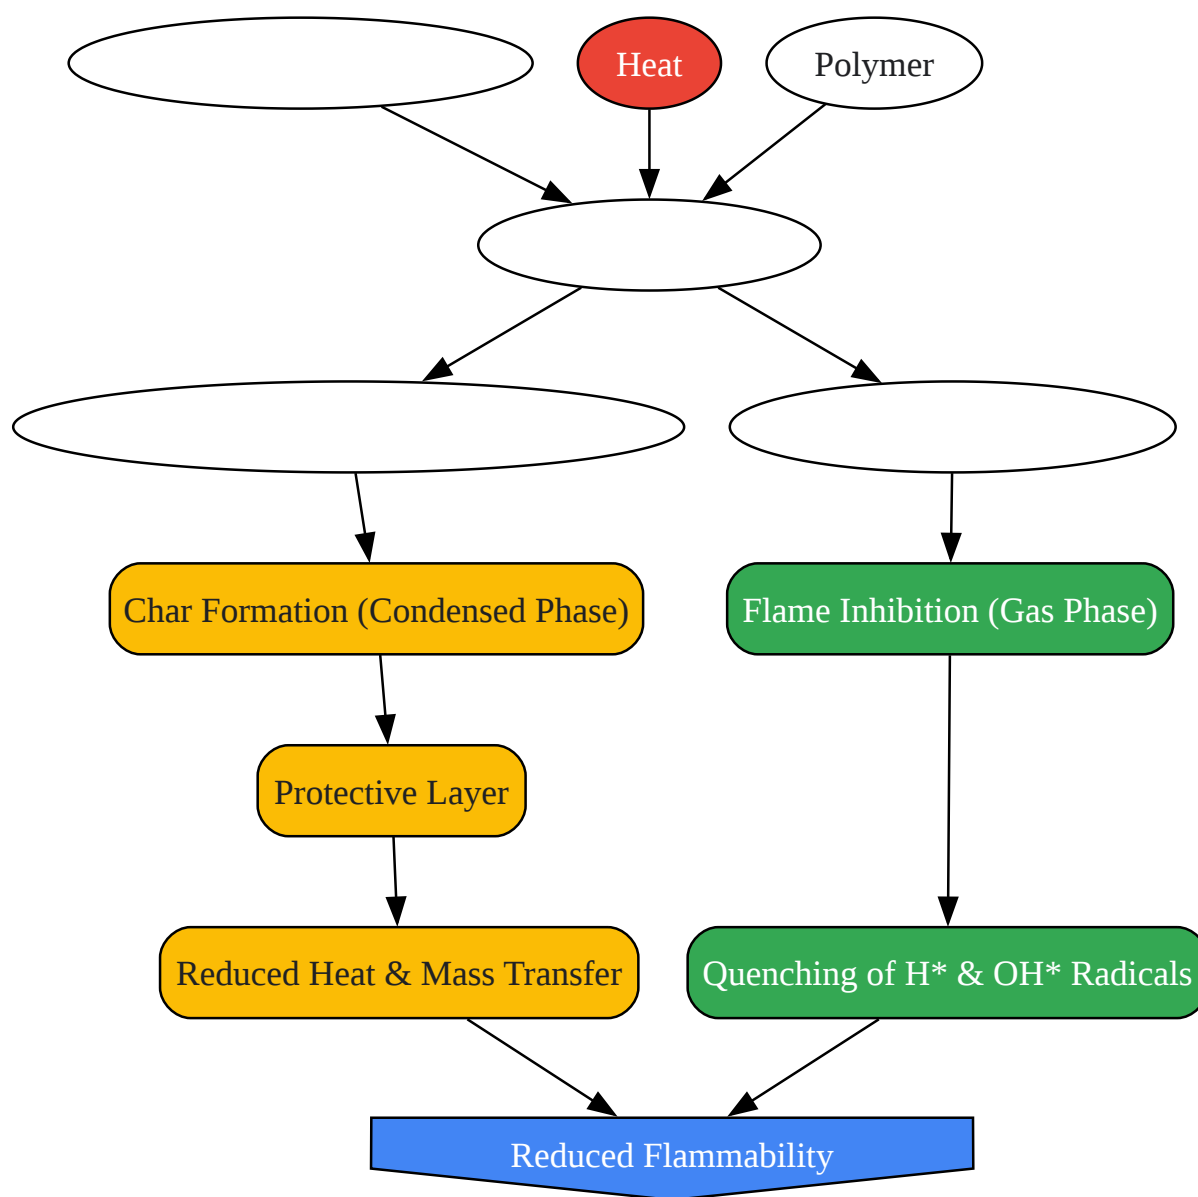 Heat
Polymer
Char Formation (Condensed Phase)
Flame Inhibition (Gas Phase)
Protective Layer
Reduced Heat & Mass Transfer
Quenching of H* & OH* Radicals
Reduced Flammability